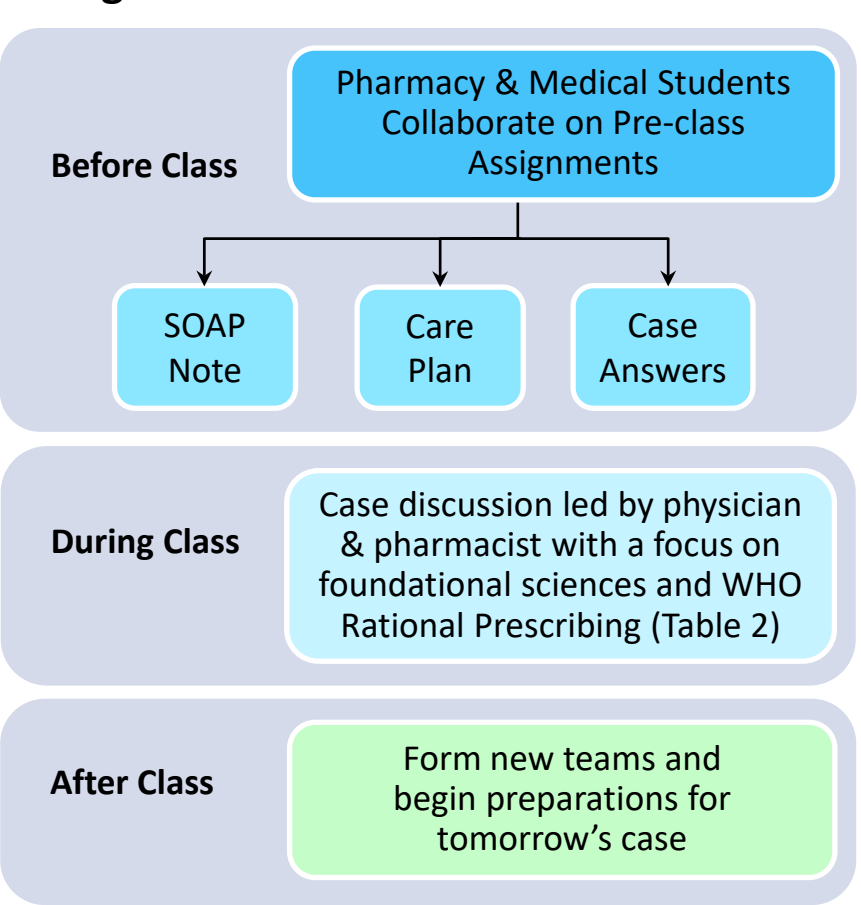 Before Class
Pharmacy & Medical Students
Collaborate on Pre-class
Assignments
SOAP
Note
Care
Plan
Case
Answers
During Class
Case discussion led by physician
& pharmacist with a focus on
foundational sciences and WHO
Rational Prescribing (Table 2)
After Class
Form new teams and
begin preparations for
tomorrow’s case